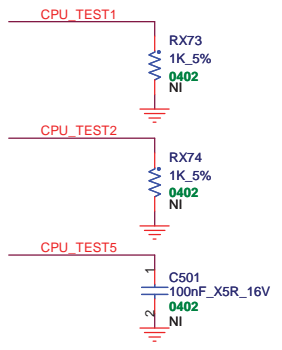 CPU_TEST1
RX73
1K_5%
0402
NI
CPU_TEST2
RX74
1K_5%
0402
NI
CPU_TEST5
1
C501
100nF_X5R_16V
0402
2
NI